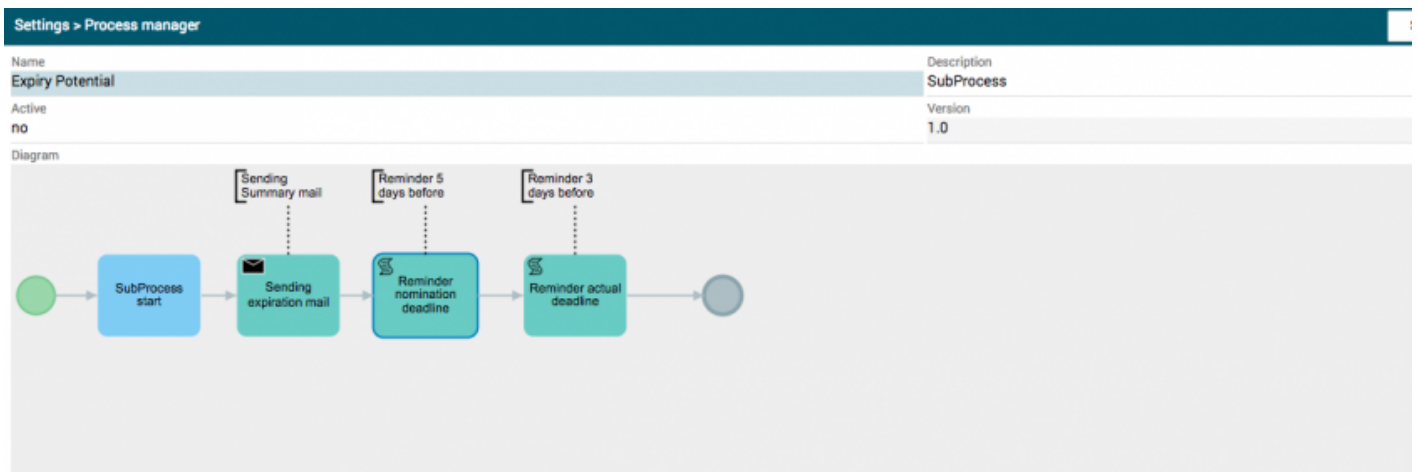 Settings > Process manager
Name
Expiry Potential
Description
SubProcess
Active
no
Version
1.0
Diagram
Sending
Summary mail
Reminder 5
days before
Reminder 3
days before
SubProcess
start
Sending
expiration mail
Reminder
nomination
deadline
Reminder actual
deadline